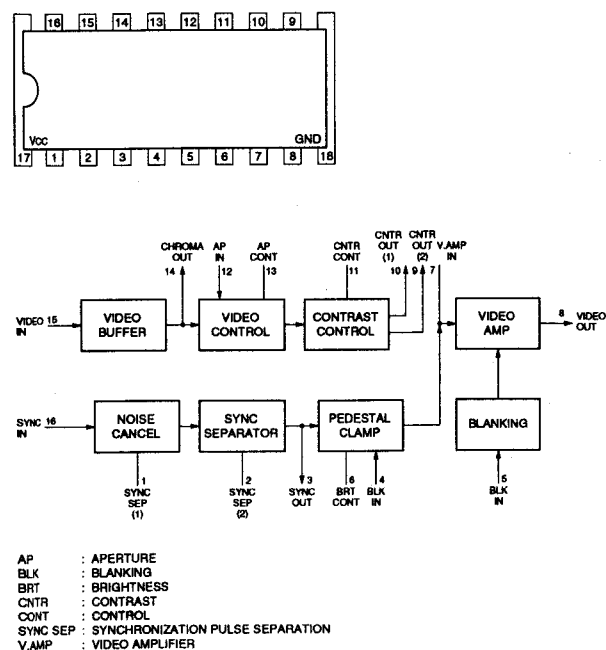 16 15 14 13 12 11 10 9
Vcc GND
17 1 2 3 4 5 6 7 8 18
CHROMA OUT
14
AP IN
12
AP CONT
13
CNTR CONT
11
CNTR OUT (1)
10
CNTR OUT (2)
9
V.AMP IN
7
VIDEO IN
15
VIDEO BUFFER
VIDEO CONTROL
CONTRAST CONTROL
VIDEO AMP
8
VIDEO OUT
SYNC IN
16
NOISE CANCEL
SYNC SEPARATOR
PEDESTAL CLAMP
BLANKING
1
SYNC SEP (1)
2
SYNC SEP (2)
3
SYNC OUT
6
BRT CONT
4
BLK IN
5
BLK IN
AP : APERTURE
BLK : BLANKING
BRT : BRIGHTNESS
CNTR : CONTRAST
CONT : CONTROL
SYNC SEP : SYNCHRONIZATION PULSE SEPARATION
V.AMP : VIDEO AMPLIFIER